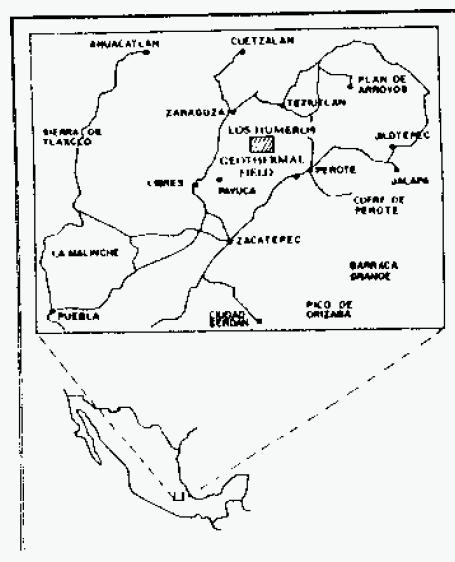 AHUACATLAN
CUETZALAN
PLAN DE
ARROYOS
TEZIUTLAN
ZARAGOZA
SIERRA DE
TLAXCO
LOS HUMEROS
GEOTHERMAL
FIELD
JILOTEPEC
JALAPA
PEROTE
LIBRES
PAYUCA
COFRE DE
PEROTE
LA MALINCHE
ZACATEPEC
BARRACA
GRANDE
PICO DE
ORIZABA
PUEBLA
CIUDAD
SERDAN